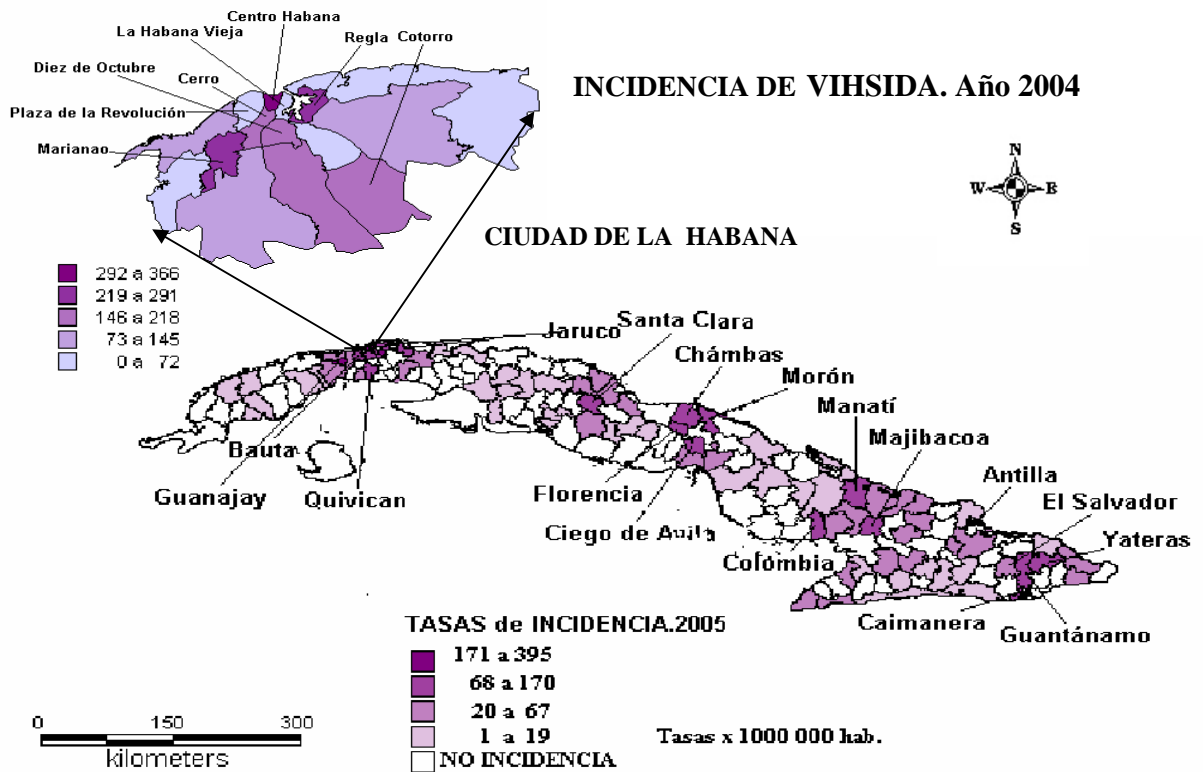 Centro Habana
La Habana Vieja
Regla Cotorro
Diez de Octubre
Cerro
Plaza de la Revolución
Marianao
INCIDENCIA DE VIHSIDA. Año 2004
N
W E
S
CIUDAD DE LA HABANA
292 a 366
219 a 291
146 a 218
73 a 145
0 a 72
Jaruco
Santa Clara
Chámbas
Morón
Manatí
Majibacoa
Antilla
El Salvador
Yateras
Bauta
Guanajay
Quivican
Florencia
Ciego de Avila
Colómbia
Caimanera
Guantánamo
TASAS de INCIDENCIA.2005
171 a 395
68 a 170
20 a 67
1 a 19
NO INCIDENCIA
Tasas x 1000 000 hab.
0 150 300
kilometers